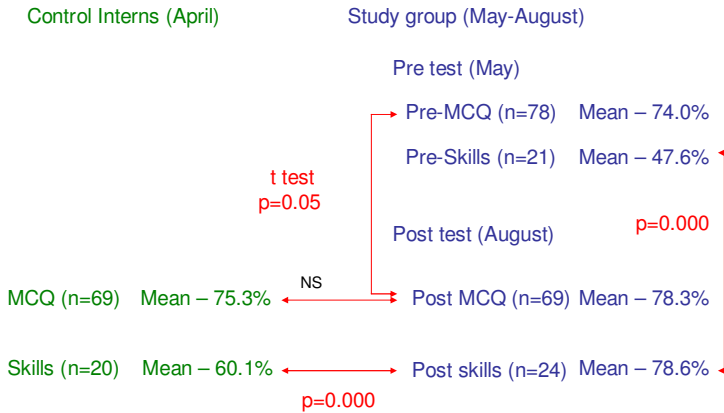 Control Interns (April) Study group (May-August)
Pre test (May)
Pre-MCQ (n=78) Mean – 74.0%
Pre-Skills (n=21) Mean – 47.6%
t test
p=0.05
p=0.000
Post test (August)
NS
MCQ (n=69) Mean – 75.3% Post MCQ (n=69) Mean – 78.3%
Skills (n=20) Mean – 60.1% Post skills (n=24) Mean – 78.6%
p=0.000